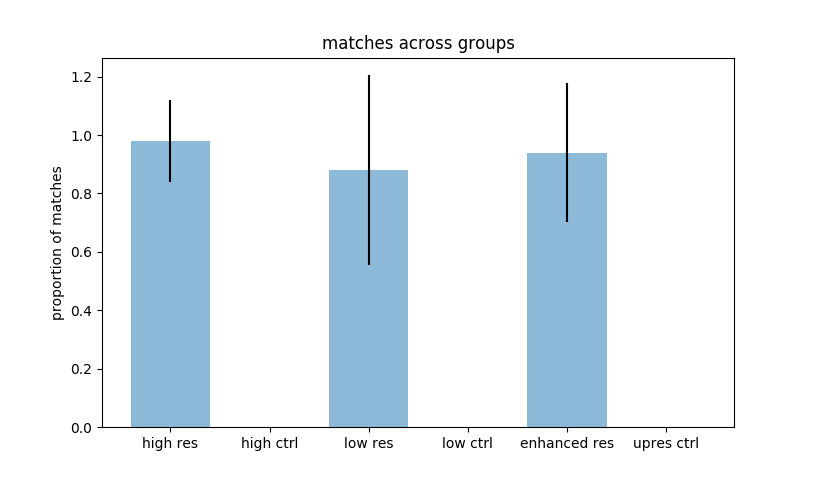 matches across groups
proportion of matches
1.2
1.0
0.8
0.6
0.4
0.2
0.0
high res high ctrl low res low ctrl enhanced res upres ctrl